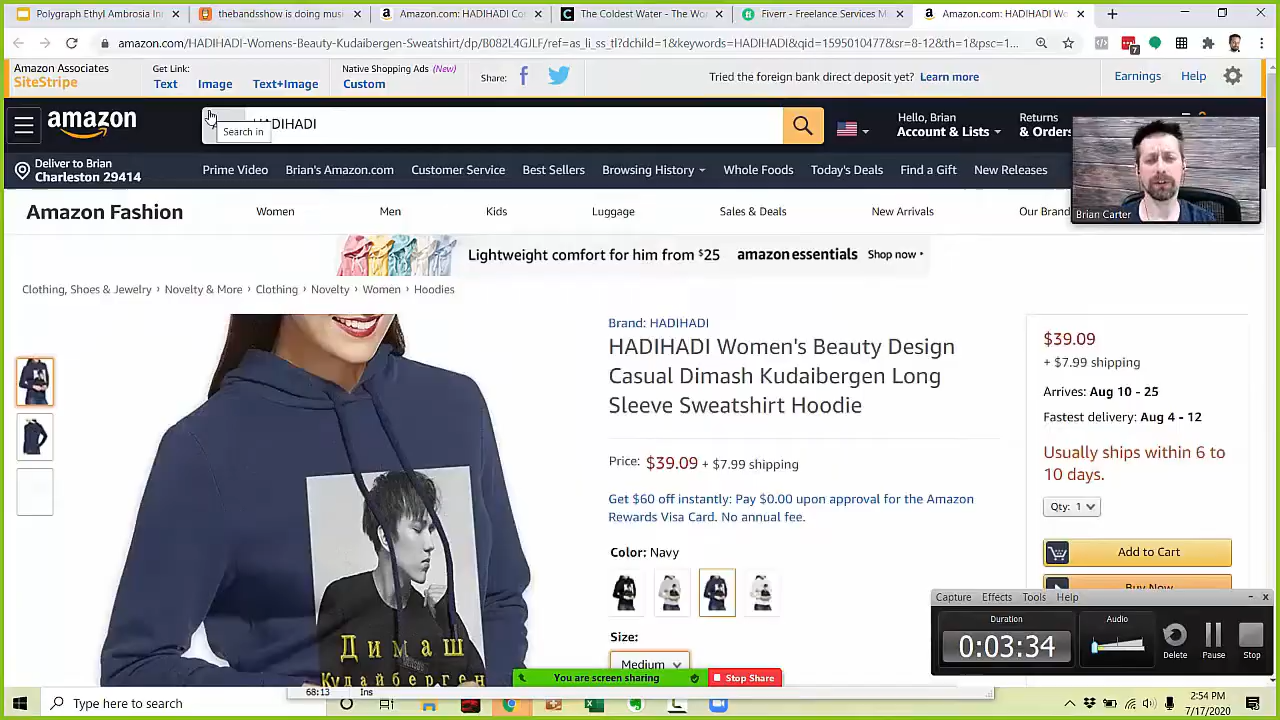 Polygraph Ethyl Ambrosia In
thebandsshow is doing mus
Amazon.com: HADIHADI Co
The Coldest Water - The Wo
Fiverr - Freelance Services M
Amazon.com: HADIHADI Wo
amazon.com/HADIHADI-Womens-Beauty-Kudaibergen-Sweatshirt/dp/B082L4GJLF/ref=as_li_ss_tl?dchild=1&keywords=HADIHADI&qid=1595010477&sr=8-12&th=1&psc=1...
7
Amazon Associates
SiteStripe
Get Link:
Text
Image
Text+Image
Native Shopping Ads (New)
Custom
Share:
Tried the foreign bank direct deposit yet? Learn more
Earnings
Help
amazon
HADIHADI
Search in
Hello, Brian
Account & Lists
Returns
& Orders
Deliver to Brian
Charleston 29414
Prime Video
Brian's Amazon.com
Customer Service
Best Sellers
Browsing History
Whole Foods
Today's Deals
Find a Gift
New Releases
Brian Carter
Amazon Fashion
Women
Men
Kids
Luggage
Sales & Deals
New Arrivals
Our Brand
Lightweight comfort for him from $25
amazon essentials
Shop now
Clothing, Shoes & Jewelry › Novelty & More › Clothing › Novelty › Women › Hoodies
Brand: HADIHADI
HADIHADI Women's Beauty Design
Casual Dimash Kudaibergen Long
Sleeve Sweatshirt Hoodie
Price: $39.09 + $7.99 shipping
Get $60 off instantly: Pay $0.00 upon approval for the Amazon
Rewards Visa Card. No annual fee.
Color: Navy
Size:
Medium
$39.09
+ $7.99 shipping
Arrives: Aug 10 - 25
Fastest delivery: Aug 4 - 12
Usually ships within 6 to
10 days.
Qty: 1
Add to Cart
Buy Now
Димаш
Кудайберген
Capture
Effects
Tools
Help
Duration
0:03:34
Audio
Delete
Pause
Stop
You are screen sharing
Stop Share
68:13
Ins
Type here to search
2:54 PM
7/17/2020